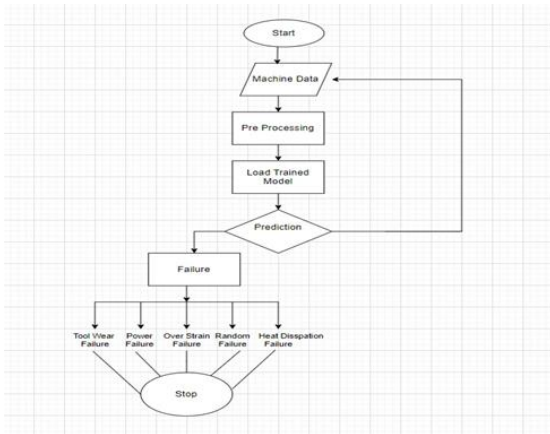 Start
Machine Data
Pre Processing
Load Trained
Model
Prediction
Failure
Tool Wear
Failure
Power
Failure
Over Strain
Failure
Random
Failure
Heat Disspation
Failure
Stop